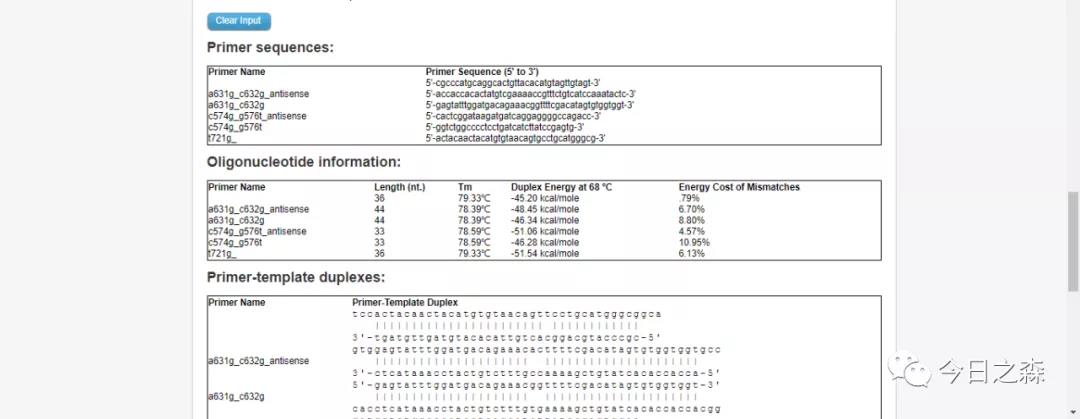 Clear Input
Primer sequences:
Primer Name Primer Sequence (5' to 3')
5'-cgcccatgcaggcactgttacacatgtagttgtagt-3'
a631g_c632g_antisense 5'-accaccacactatgtcgaaaaccgtttctgtcatccaaatactc-3'
a631g_c632g 5'-gagtatttggatgacagaaacggttttcgacatagtgtggtggt-3'
c574g_g576t_antisense 5'-cactcggataagatgatcaggaggggccagacc-3'
c574g_g576t 5'-ggtctggcccctcctgatcatcttatccgagtg-3'
t721g_ 5'-actacaactacatgtgtaacagtgcctgcatgggcg-3'
Oligonucleotide information:
Primer Name Length (nt.) Tm Duplex Energy at 68 °C Energy Cost of Mismatches
36 79.33°C -45.20 kcal/mole .79%
a631g_c632g_antisense 44 78.39°C -48.45 kcal/mole 6.70%
a631g_c632g 44 78.39°C -46.34 kcal/mole 8.80%
c574g_g576t_antisense 33 78.59°C -51.06 kcal/mole 4.57%
c574g_g576t 33 78.59°C -46.28 kcal/mole 10.95%
t721g_ 36 79.33°C -51.54 kcal/mole 6.13%
Primer-template duplexes:
Primer Name Primer-Template Duplex
tccactacaactacatgtgtaacagttcctgcatgggcggca
3'-tgatgttgatgtacacattgtcacggacgtacccgc-5'
gtggagtatttggatgacagaaacacttttcgacatagtgtggtggtgcc
a631g_c632g_antisense
3'-ctcataaacctactgtctttgccaaaagctgtatcacaccacca-5'
5'-gagtatttggatgacagaaacggttttcgacatagtgtggtggt-3'
a631g_c632g
cacctcataaacctactgtctttgtgaaaagctgtatcacaccaccacgg
今日之森